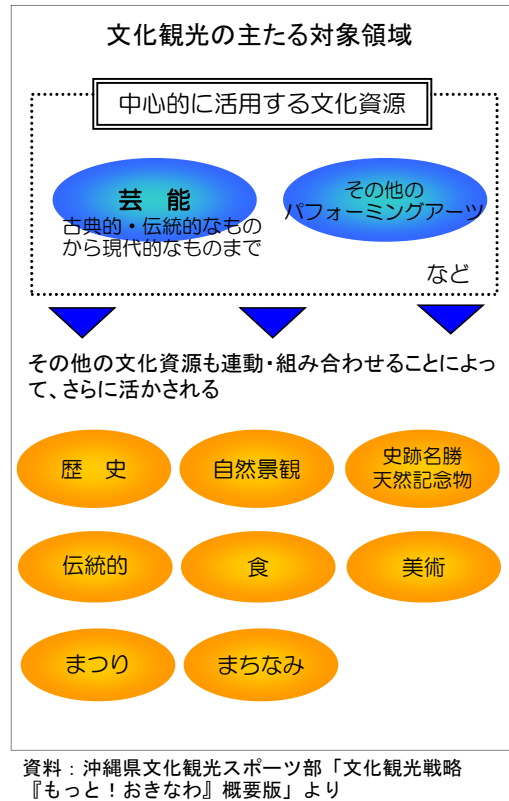 文化観光の主たる対象領域
中心的に活用する文化資源
芸　能
古典的・伝統的なもの
から現代的なものまで
その他の
パフォーミングアーツ
など
その他の文化資源も連動・組み合わせることによっ
て、さらに活かされる
歴　史
自然景観
史跡名勝
天然記念物
伝統的
食
美術
まつり
まちなみ
資料：沖縄県文化観光スポーツ部「文化観光戦略
『もっと！おきなわ』概要版」より